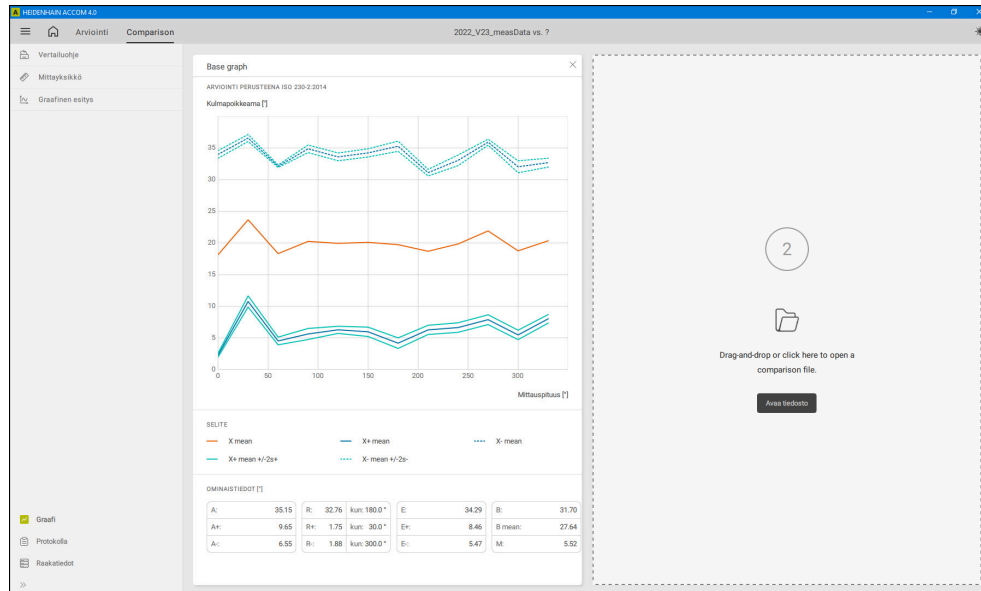 A HEIDENHAIN ACCOM 4.0
Arviointi Comparison 2022_V23_measData vs. ?
Vertailuohje
Mittayksikkö
Graafinen esitys
Graafi
Protokolla
Raakatiedot
Base graph
ARVIOINTI PERUSTEENA ISO 230-2:2014
Kulmapoikkeama ["]
35
30
25
20
15
10
5
0
0 50 100 150 200 250 300
Mittauspituus [°]
SELITE
X mean X+ mean X- mean
X+ mean +/-2s+ X- mean +/-2s-
OMINAISTIEDOT ["]
A: 35.15 R: 32.76 kun: 180.0 ° E: 34.29 B: 31.70
A+: 9.65 R+: 1.75 kun: 30.0 ° E+: 8.46 B mean: 27.64
A-: 6.55 R-: 1.88 kun: 300.0 ° E-: 5.47 M: 5.52
2
Drag-and-drop or click here to open a
comparison file.
Avaa tiedosto